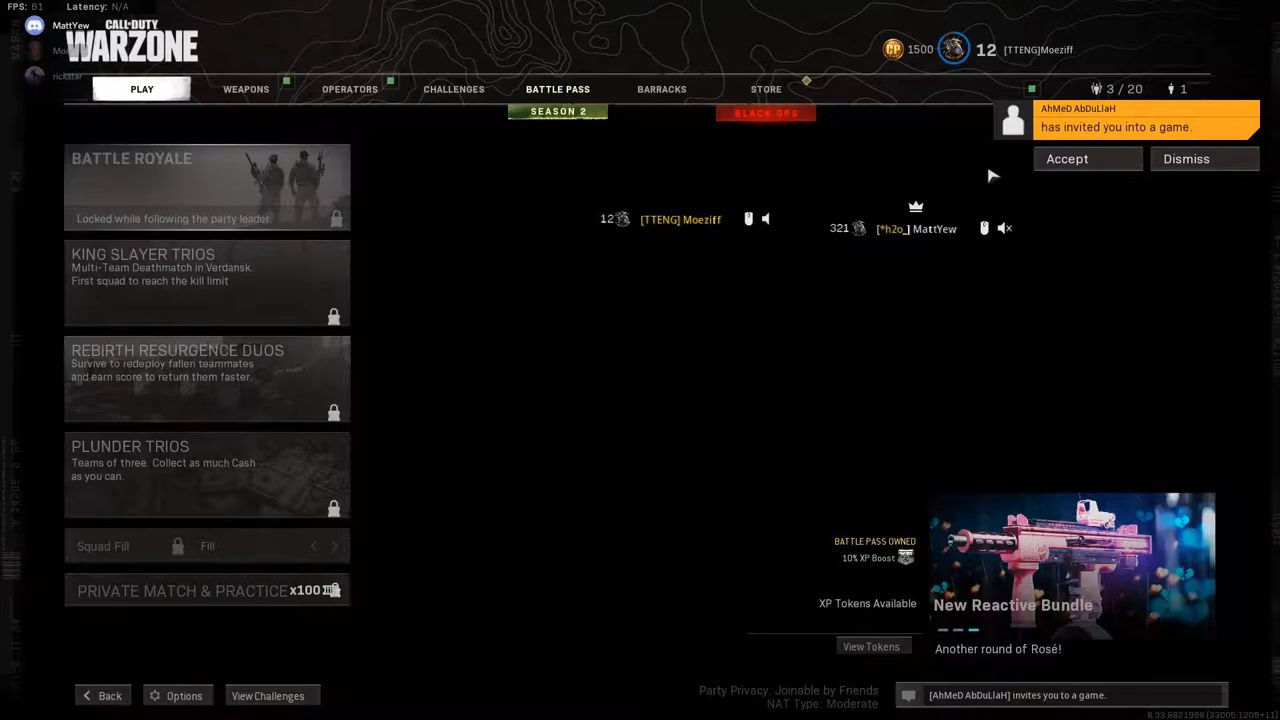 FPS: 61 Latency: N/A
MattYew
rickstar
CALL OF DUTY
WARZONE
CP 1500 12 [TTENG]Moeziff
PLAY WEAPONS OPERATORS CHALLENGES BATTLE PASS BARRACKS STORE 3 / 20 1
SEASON 2 BLACK OPS
AhMeD AbDuLlaH
has invited you into a game.
Accept Dismiss
BATTLE ROYALE
Locked while following the party leader.
12 [TTENG] Moeziff
321 [*h2o_] MattYew
KING SLAYER TRIOS
Multi-Team Deathmatch in Verdansk.
First squad to reach the kill limit
REBIRTH RESURGENCE DUOS
Survive to redeploy fallen teammates
and earn score to return them faster.
PLUNDER TRIOS
Teams of three. Collect as much Cash
as you can.
Squad Fill Fill
PRIVATE MATCH & PRACTICE x100
BATTLE PASS OWNED
10% XP Boost
XP Tokens Available
View Tokens
New Reactive Bundle
Another round of Rosé!
Back Options View Challenges
Party Privacy: Joinable by Friends
NAT Type: Moderate
[AhMeD AbDuLlaH] invites you to a game.